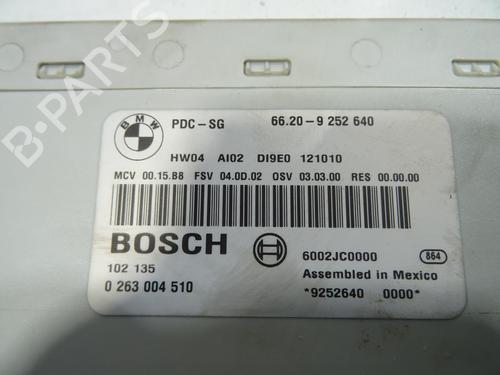 B-PARTS
BMW
PDC-SG 66.20-9 252 640
HW04 AI02 DI9E0 121010
MCV 00.15.B8 FSV 04.0D.02 OSV 03.03.00 RES 00.00.00
BOSCH 6002JC0000 864
102 135 Assembled in Mexico
0 263 004 510 *9252640 0000*